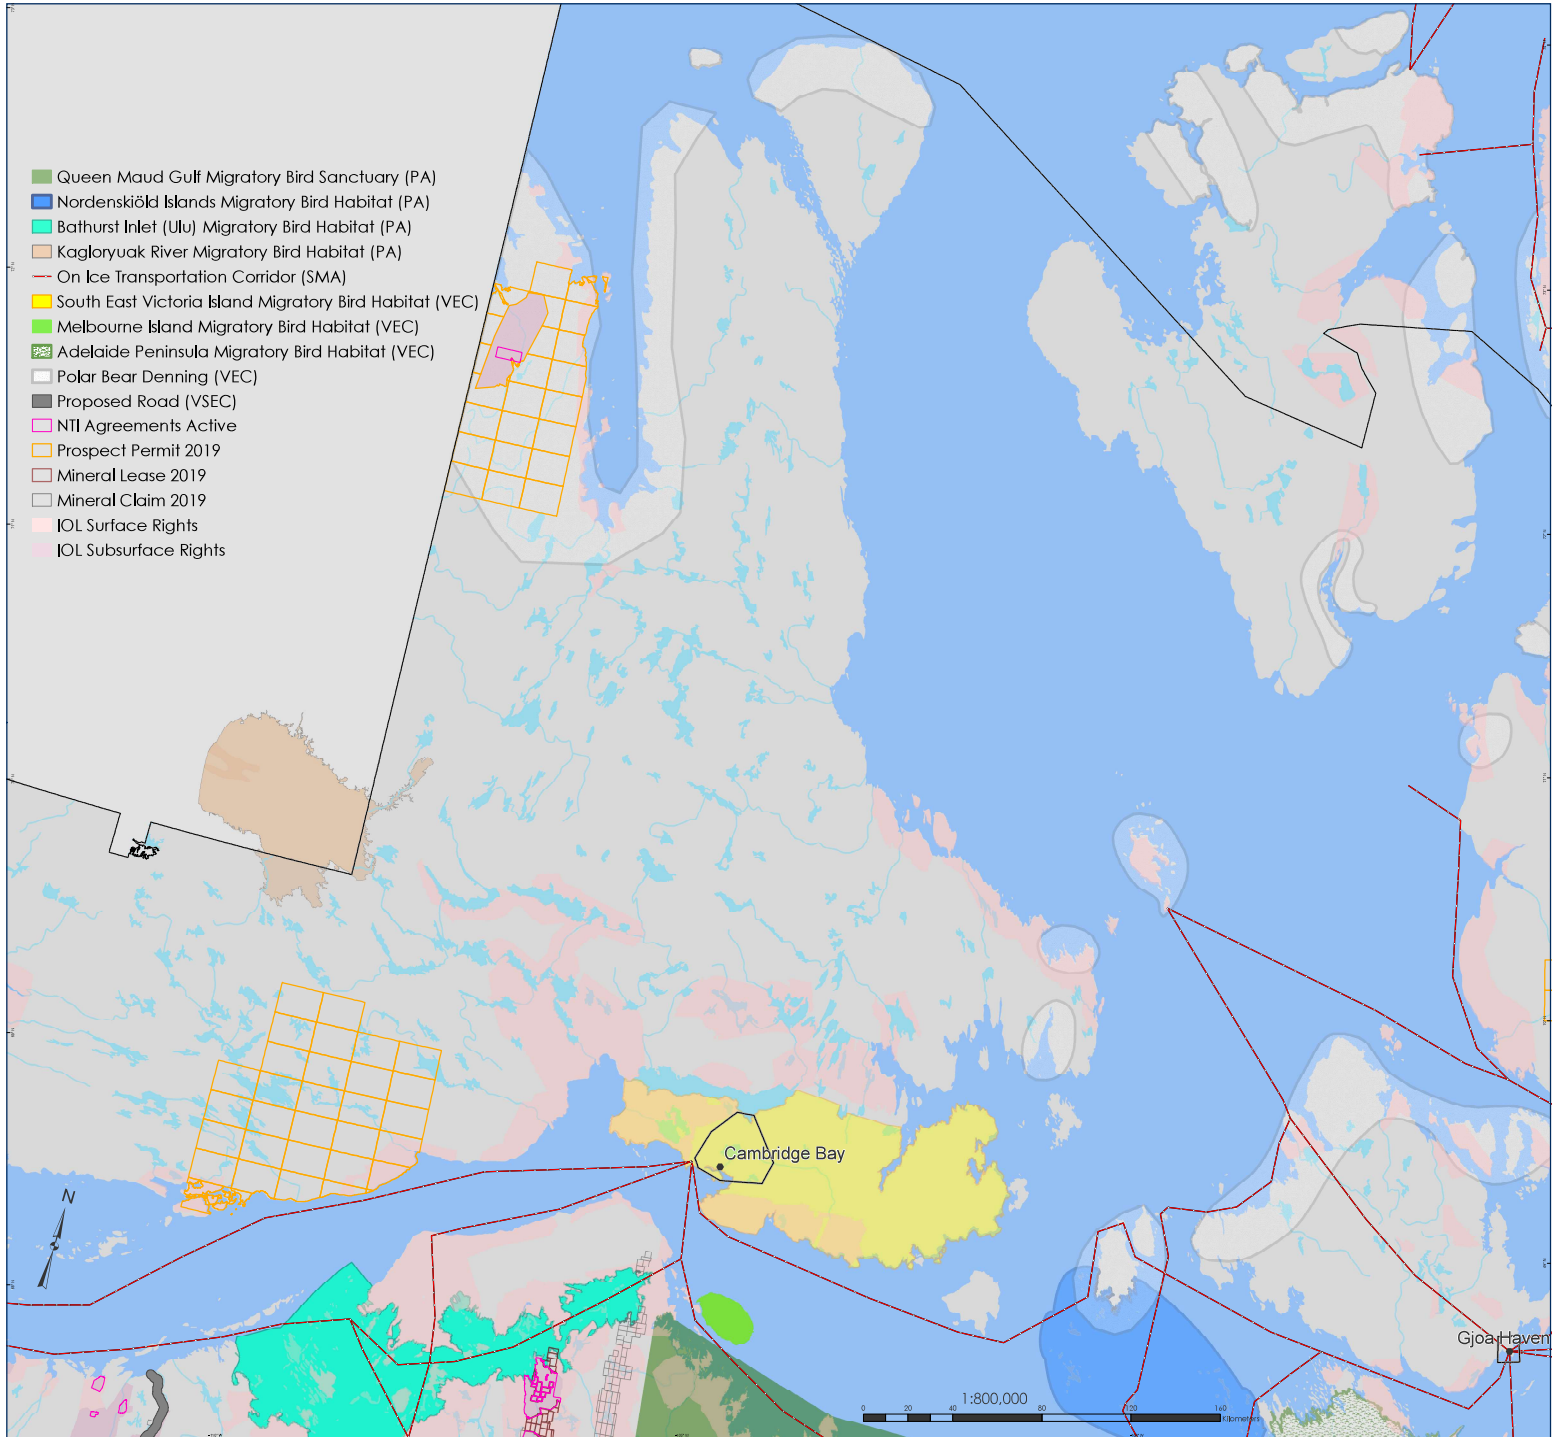 Queen Maud Gulf Migratory Bird Sanctuary (PA)
Nordenskiöld Islands Migratory Bird Habitat (PA)
Bathurst Inlet (Ulu) Migratory Bird Habitat (PA)
Kagloryuak River Migratory Bird Habitat (PA)
On Ice Transportation Corridor (SMA)
South East Victoria Island Migratory Bird Habitat (VEC)
Melbourne Island Migratory Bird Habitat (VEC)
Adelaide Peninsula Migratory Bird Habitat (VEC)
Polar Bear Denning (VEC)
Proposed Road (VSEC)
NTI Agreements Active
Prospect Permit 2019
Mineral Lease 2019
Mineral Claim 2019
IOL Surface Rights
IOL Subsurface Rights
Cambridge Bay
N
Gjoa Haven
1:800,000
0 20 40 80 120 160
Kilometers